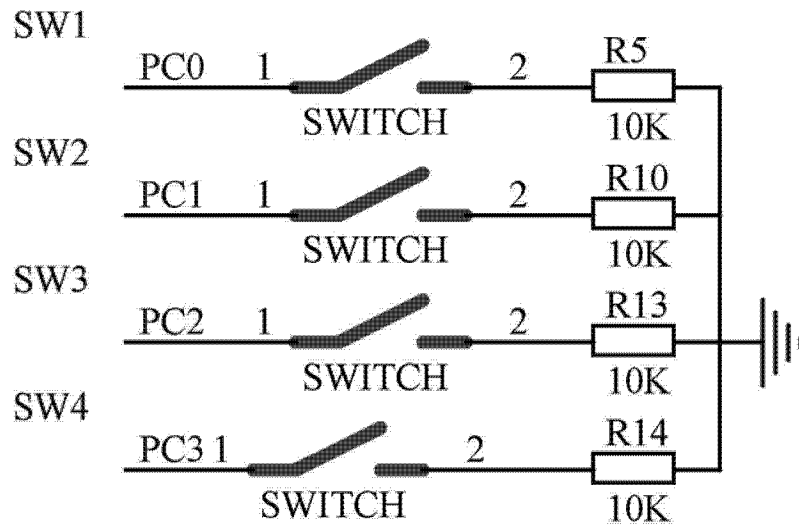 SW1
PC0 1 2 R5
SWITCH 10K
SW2
PC1 1 2 R10
SWITCH 10K
SW3
PC2 1 2 R13
SWITCH 10K
SW4
PC3 1 2 R14
SWITCH 10K